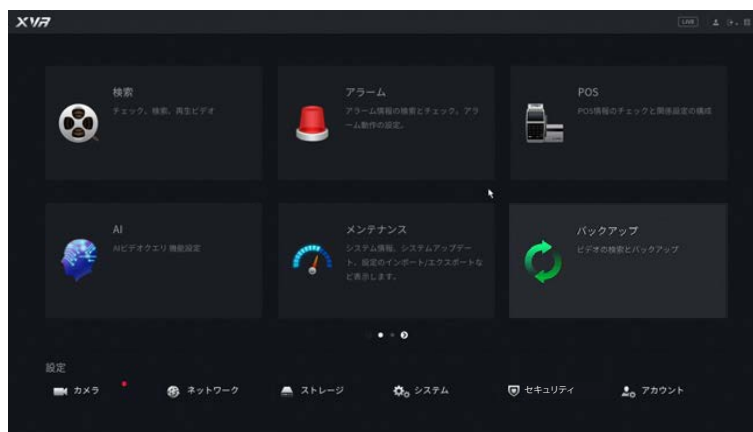 XVR
LIVE
検索
チェック、検索、再生ビデオ
アラーム
アラーム情報の検索とチェック。アラ
ーム動作の設定。
POS
POS情報のチェックと関係設定の構成
AI
AIビデオクエリ 機能設定
メンテナンス
システム情報、システムアップデー
ト、設定のインポート/エクスポートな
ど表示します。
バックアップ
ビデオの検索とバックアップ
設定
カメラ
ネットワーク
ストレージ
システム
セキュリティ
アカウント